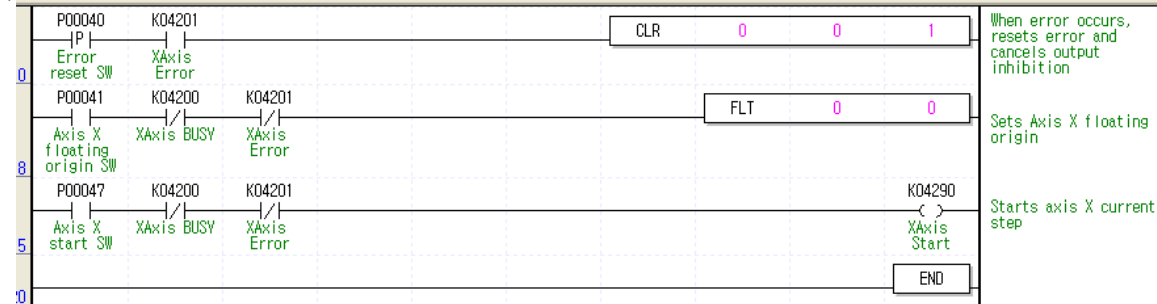 P00040 K04201
P
CLR 0 0 1
Error reset SW
XAxis Error
When error occurs,
resets error and
cancels output
inhibition
0
P00041 K04200 K04201
FLT 0 0
Axis X floating origin SW
XAxis BUSY
XAxis Error
Sets Axis X floating
origin
8
P00047 K04200 K04201 K04290
Axis X start SW
XAxis BUSY
XAxis Error
XAxis Start
Starts axis X current
step
5
END